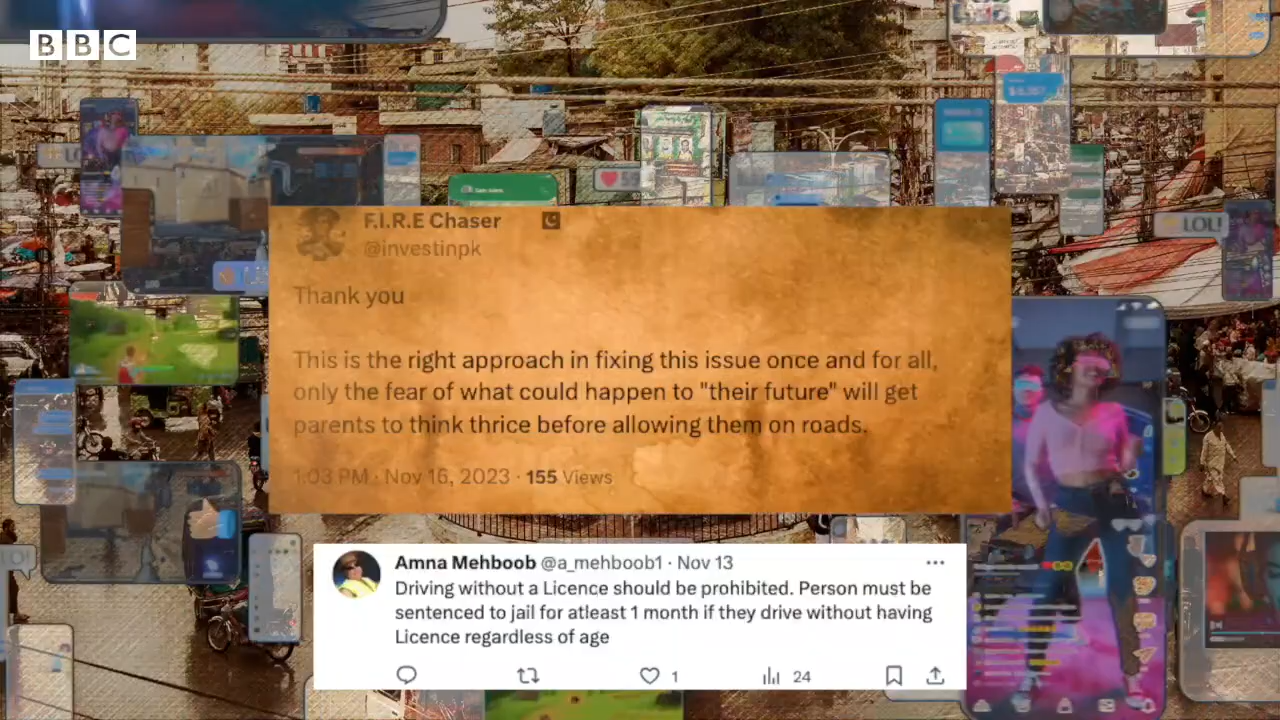 BBC
F.I.R.E Chaser
@investinpk
Thank you
This is the right approach in fixing this issue once and for all,
only the fear of what could happen to "their future" will get
parents to think thrice before allowing them on roads.
1:03 PM · Nov 16, 2023 · 155 Views
LOL!
Amna Mehboob @a_mehboob1 · Nov 13
Driving without a Licence should be prohibited. Person must be
sentenced to jail for atleast 1 month if they drive without having
Licence regardless of age
1
24